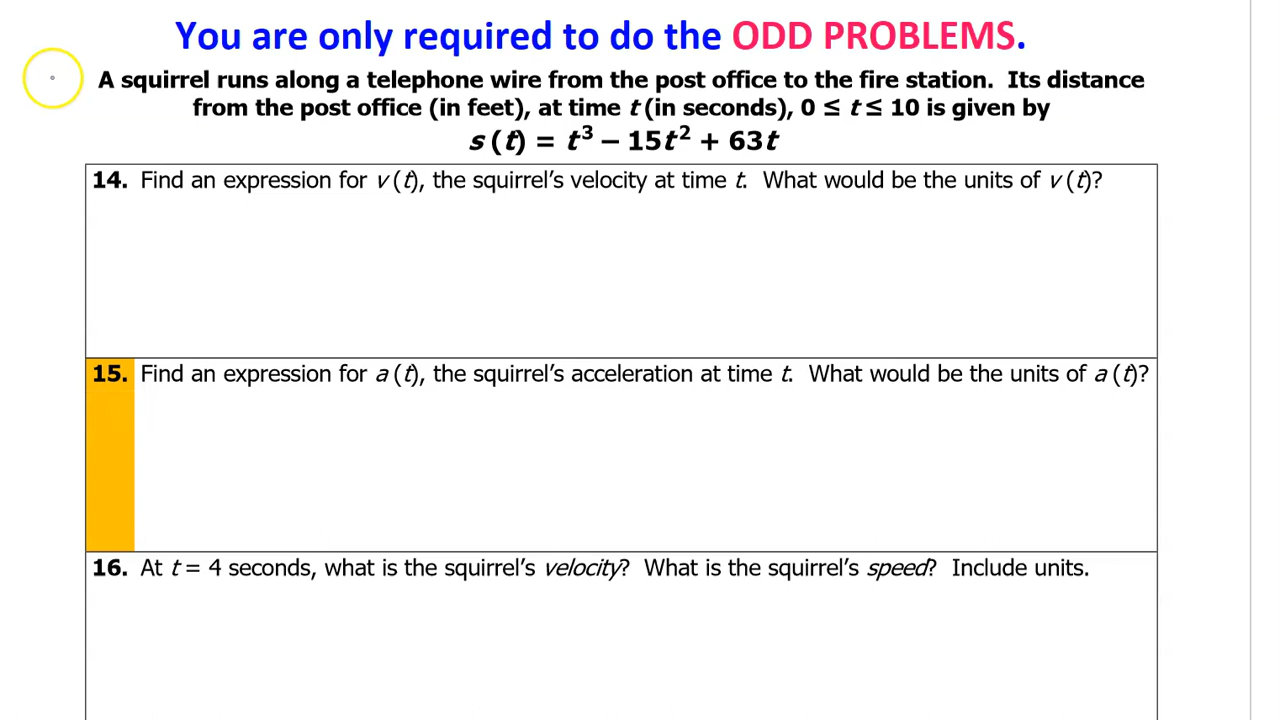 You are only required to do the ODD PROBLEMS.
A squirrel runs along a telephone wire from the post office to the fire station.  Its distance
from the post office (in feet), at time t (in seconds), 0 ≤ t ≤ 10 is given by
s (t) = t³ – 15t² + 63t
14. Find an expression for v (t), the squirrel’s velocity at time t.  What would be the units of v (t)?
15. Find an expression for a (t), the squirrel’s acceleration at time t.  What would be the units of a (t)?
16. At t = 4 seconds, what is the squirrel’s velocity?  What is the squirrel’s speed?  Include units.